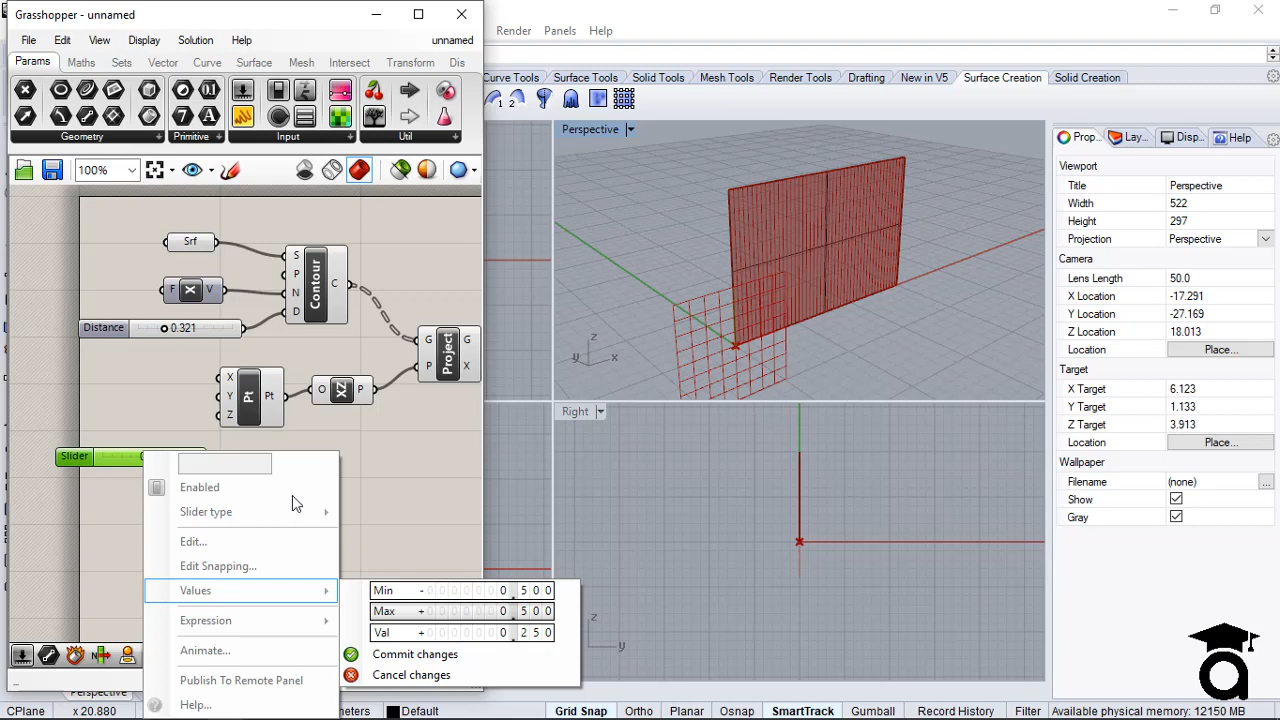 Grasshopper - unnamed
File Edit View Display Solution Help unnamed
Params Maths Sets Vector Curve Surface Mesh Intersect Transform Dis
Geometry Primitive Input Util
100%
Srf
S
P
N
D
Contour
C
F X V
Distance 0.321
G
P
Project
G
X
X
Y
Z
Pt
Pt
O XZ P
Slider
Enabled
Slider type
Edit...
Edit Snapping...
Values
Expression
Animate...
Publish To Remote Panel
Help...
Min - 0000000.500
Max + 0000000.500
Val + 0000000.250
Commit changes
Cancel changes
Render Panels Help
Curve Tools Surface Tools Solid Tools Mesh Tools Render Tools Drafting New in V5 Surface Creation Solid Creation
Perspective
z
y
x
Right
z
y
Prop... Lay... Disp... Help
Viewport
Title Perspective
Width 522
Height 297
Projection Perspective
Camera
Lens Length 50.0
X Location -17.291
Y Location -27.169
Z Location 18.013
Location Place...
Target
X Target 6.123
Y Target 1.133
Z Target 3.913
Location Place...
Wallpaper
Filename (none) ...
Show
Gray
Perspective
CPlane x 20.880
Default Grid Snap Ortho Planar Osnap SmartTrack Gumball Record History Available physical memory: 12150 MB